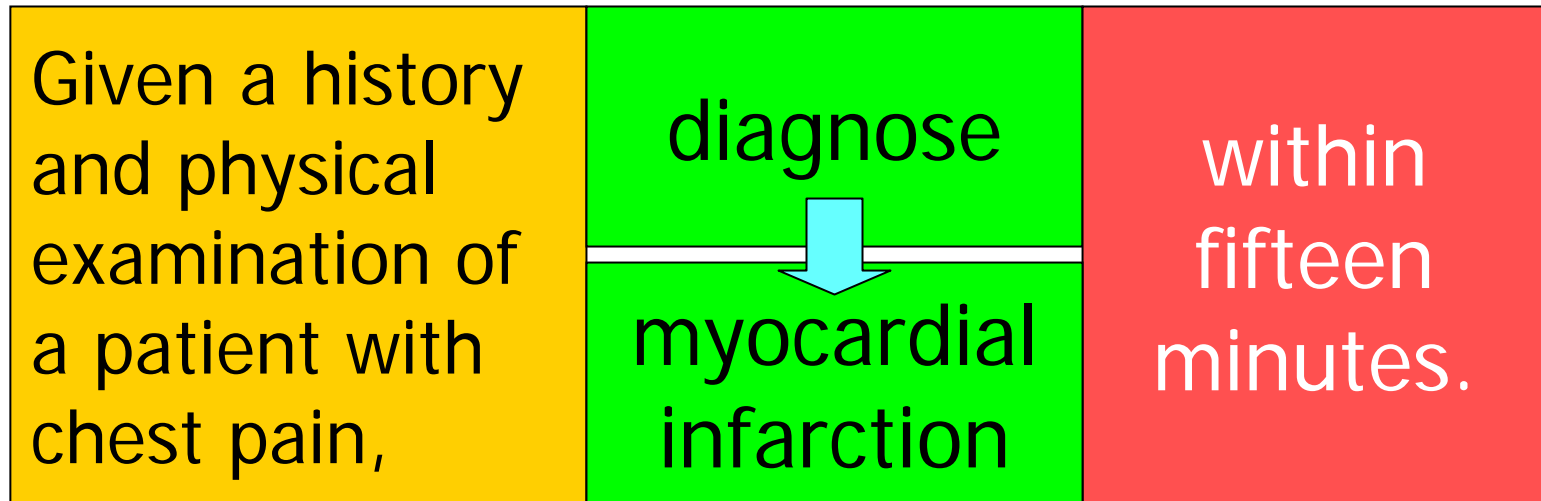 Given a history
and physical
examination of
a patient with
chest pain,
diagnose
myocardial
infarction
within
fifteen
minutes.